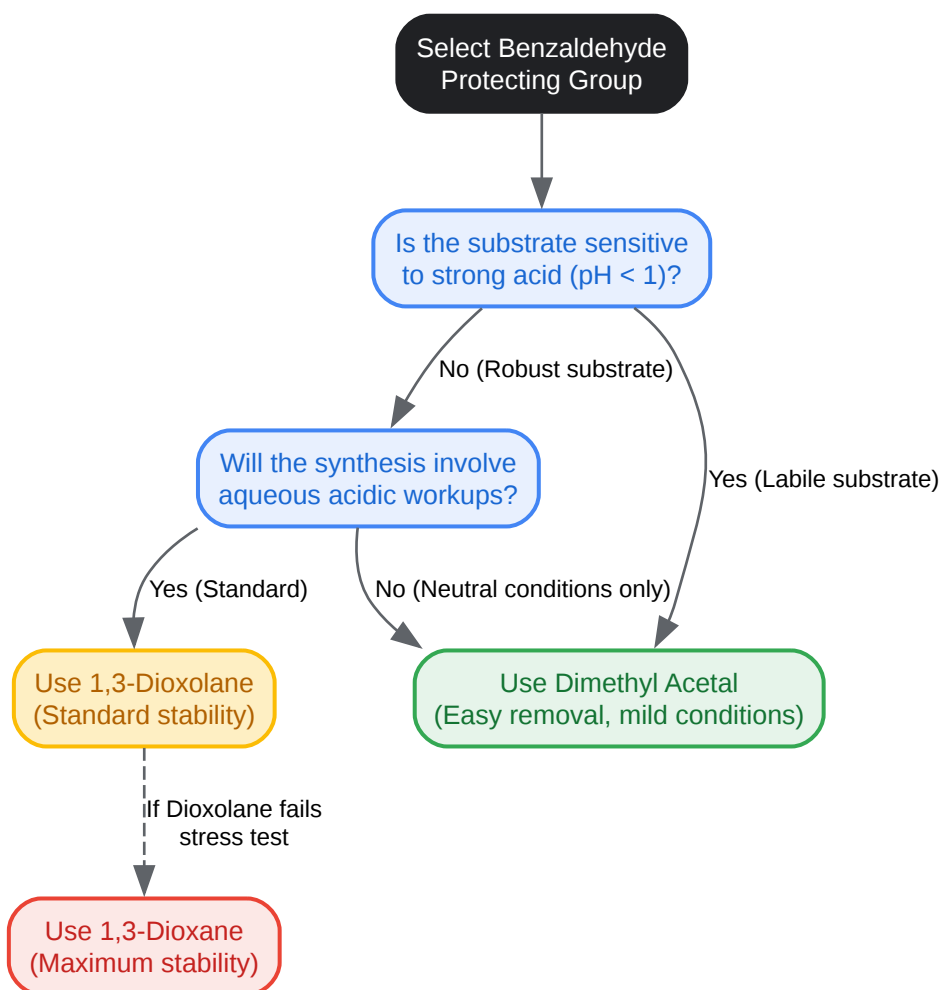 Select Benzaldehyde
Protecting Group
Is the substrate sensitive
to strong acid (pH < 1)?
No (Robust substrate)
Will the synthesis involve
aqueous acidic workups?
Yes (Labile substrate)
Yes (Standard)
No (Neutral conditions only)
Use 1,3-Dioxolane
(Standard stability)
Use Dimethyl Acetal
(Easy removal, mild conditions)
If Dioxolane fails
stress test
Use 1,3-Dioxane
(Maximum stability)